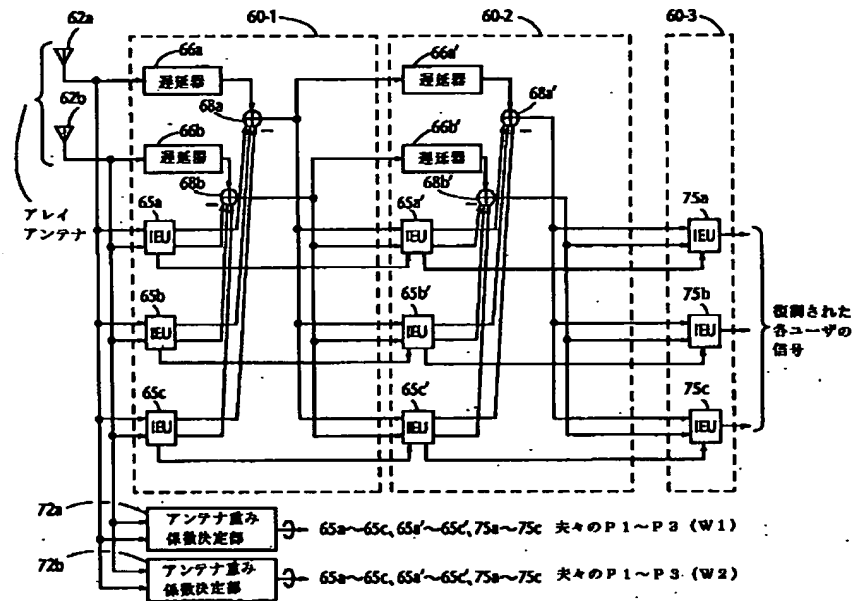 60-1
60-2
60-3
62a
66a
遅延器
66a'
遅延器
62b
68a
68a'
66b
遅延器
66b'
遅延器
68b
68b'
アレイ
アンテナ
65a
IEU
65a'
IEU
75a
IEU
65b
IEU
65b'
IEU
75b
IEU
復調された
各ユーザの
信号
65c
IEU
65c'
IEU
75c
IEU
72a
アンテナ重み
係数決定部
65a〜65c、65a'〜65c'、75a〜75c 夫々のP1〜P3 (W1)
72b
アンテナ重み
係数決定部
65a〜65c、65a'〜65c'、75a〜75c 夫々のP1〜P3 (W2)